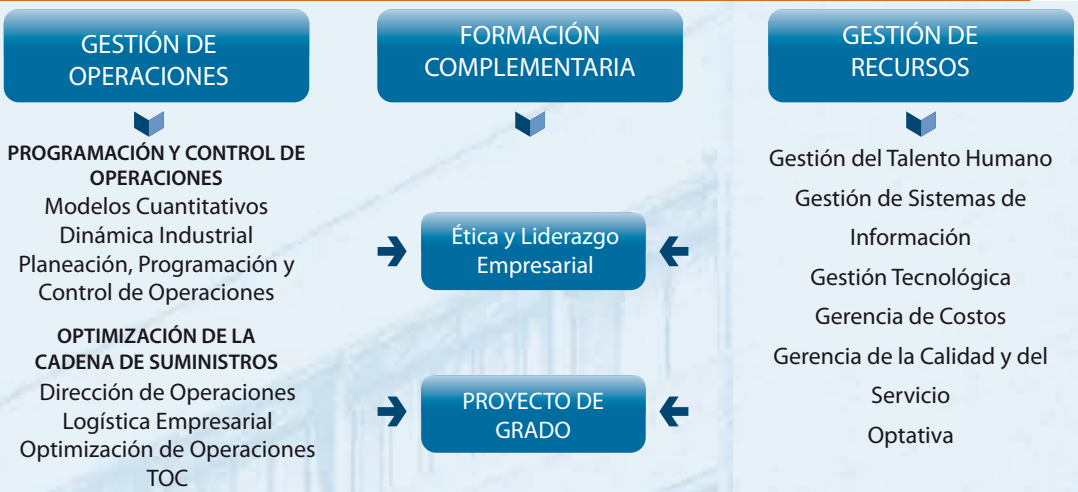 GESTIÓN DE
OPERACIONES
PROGRAMACIÓN Y CONTROL DE
OPERACIONES
Modelos Cuantitativos
Dinámica Industrial
Planeación, Programación y
Control de Operaciones
OPTIMIZACIÓN DE LA
CADENA DE SUMINISTROS
Dirección de Operaciones
Logística Empresarial
Optimización de Operaciones
TOC
FORMACIÓN
COMPLEMENTARIA
Ética y Liderazgo
Empresarial
PROYECTO DE
GRADO
GESTIÓN DE
RECURSOS
Gestión del Talento Humano
Gestión de Sistemas de
Información
Gestión Tecnológica
Gerencia de Costos
Gerencia de la Calidad y del
Servicio
Optativa